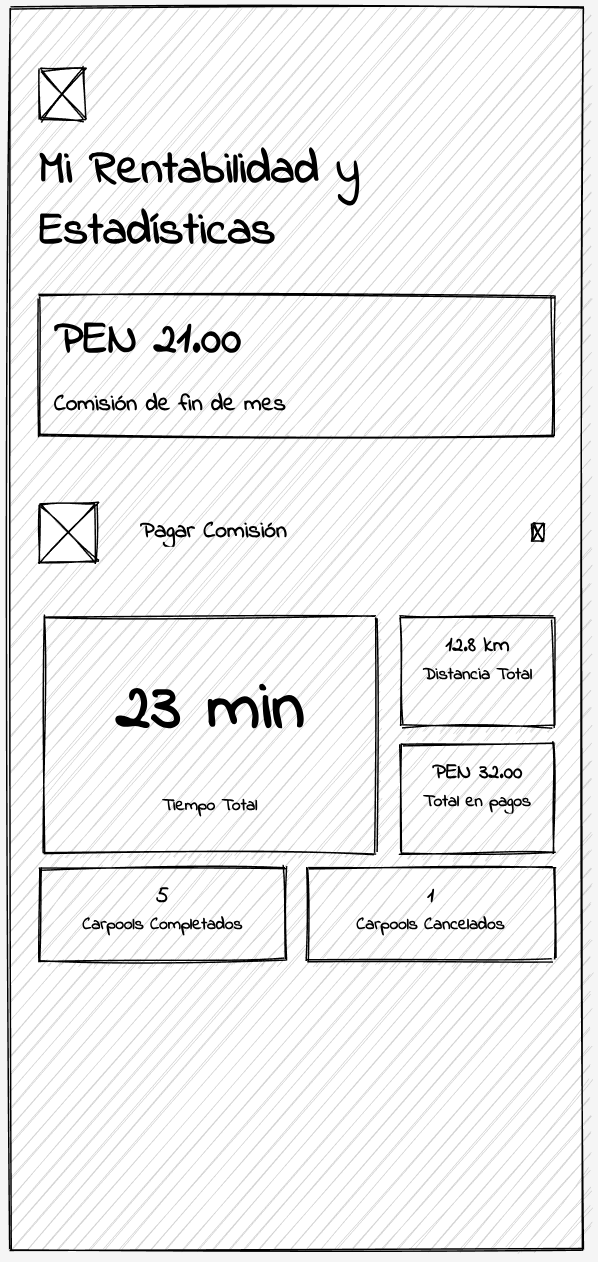 Mi Rentabilidad y
Estadísticas
PEN 21.00
Comisión de fin de mes
Pagar Comisión
23 min
Tiempo Total
12.8 km
Distancia Total
PEN 32.00
Total en pagos
5
Carpools Completados
1
Carpools Cancelados